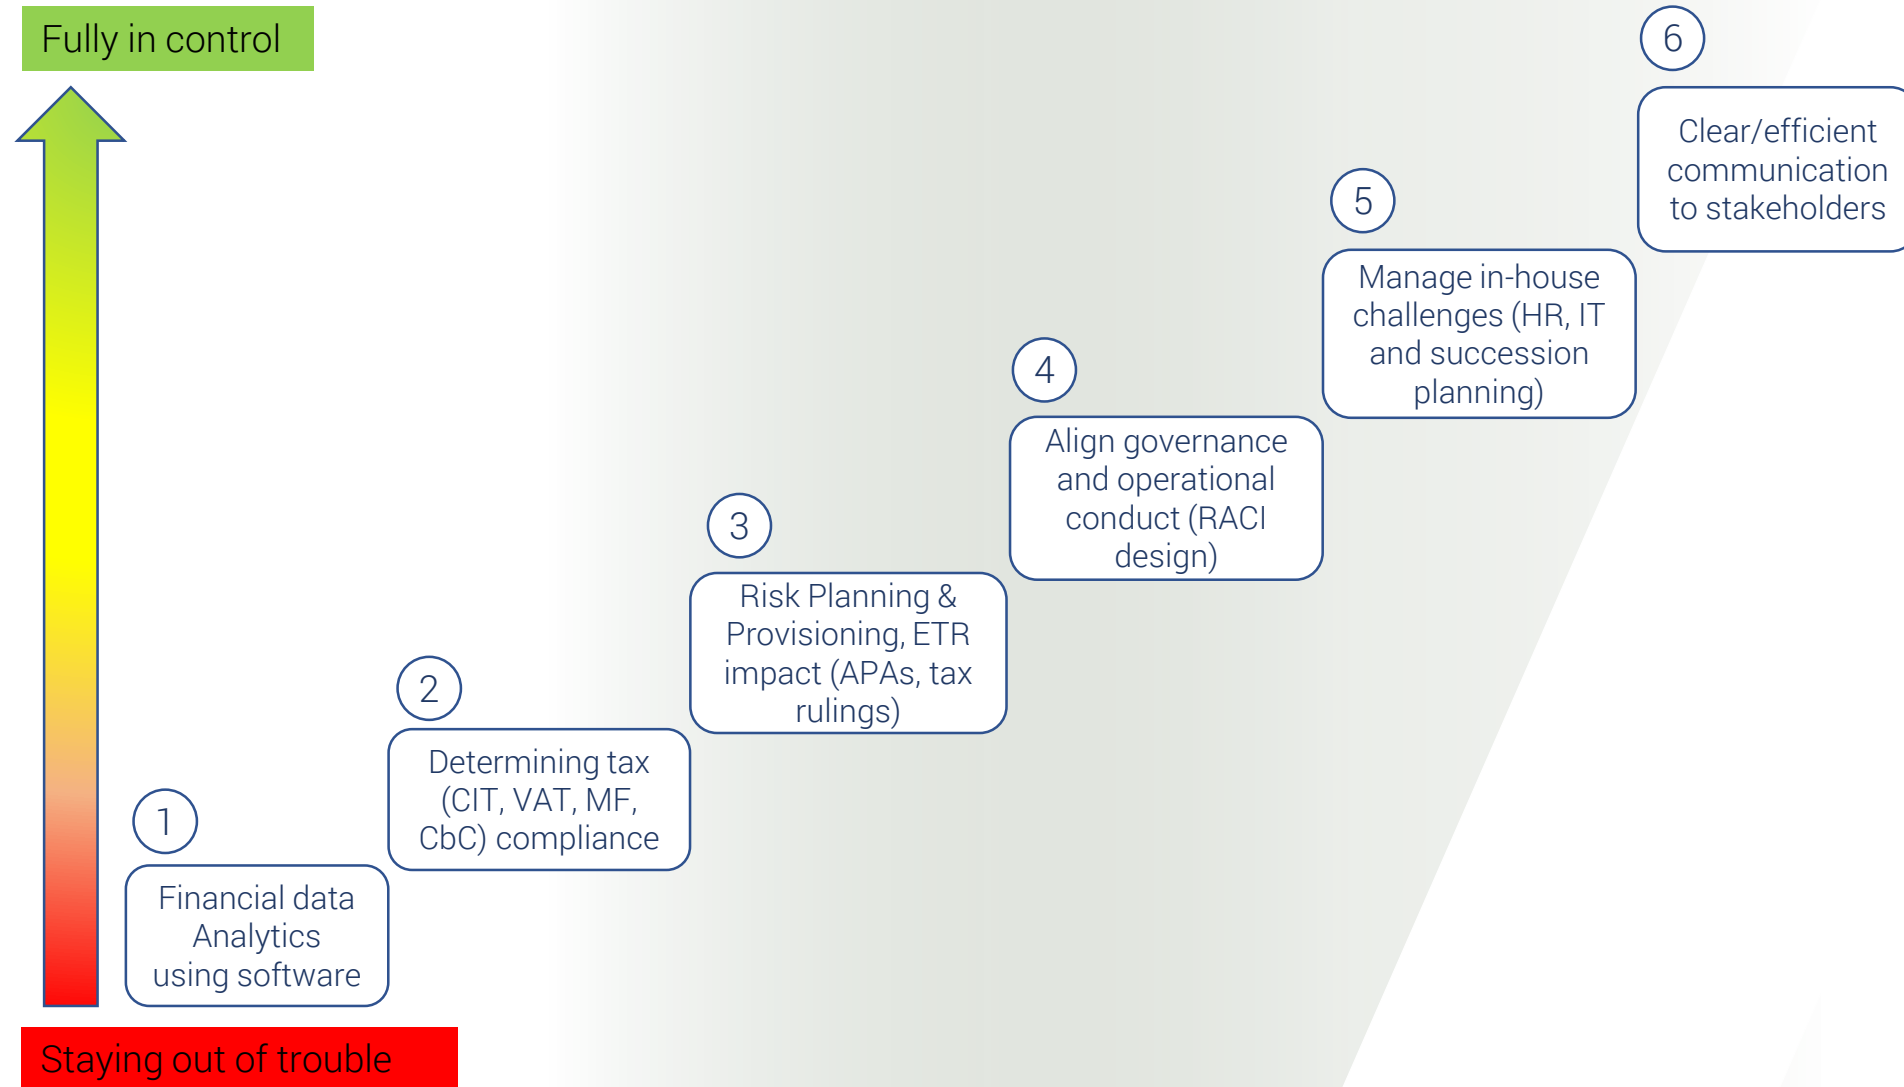 Fully in control
6
Clear/efficient
communication
to stakeholders
5
Manage in-house
challenges (HR, IT
and succession
planning)
4
Align governance
and operational
conduct (RACI
design)
3
Risk Planning &
Provisioning, ETR
impact (APAs, tax
rulings)
2
Determining tax
(CIT, VAT, MF,
CbC) compliance
1
Financial data
Analytics
using software
Staying out of trouble